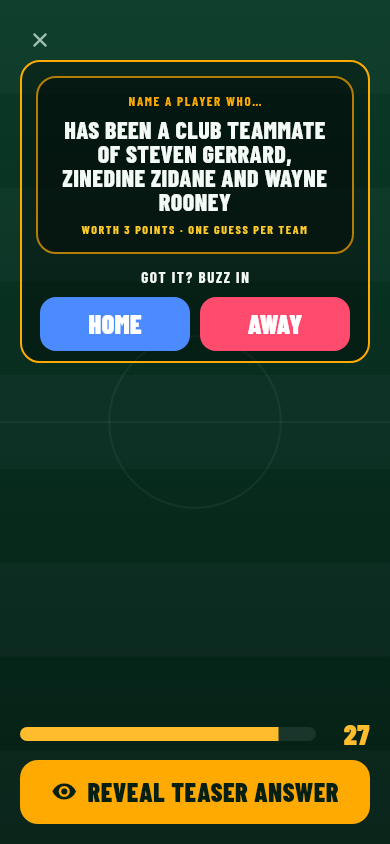 ×
NAME A PLAYER WHO...
HAS BEEN A CLUB TEAMMATE
OF STEVEN GERRARD,
ZINEDINE ZIDANE AND WAYNE
ROONEY
WORTH 3 POINTS · ONE GUESS PER TEAM
GOT IT? BUZZ IN
HOME
AWAY
27
REVEAL TEASER ANSWER